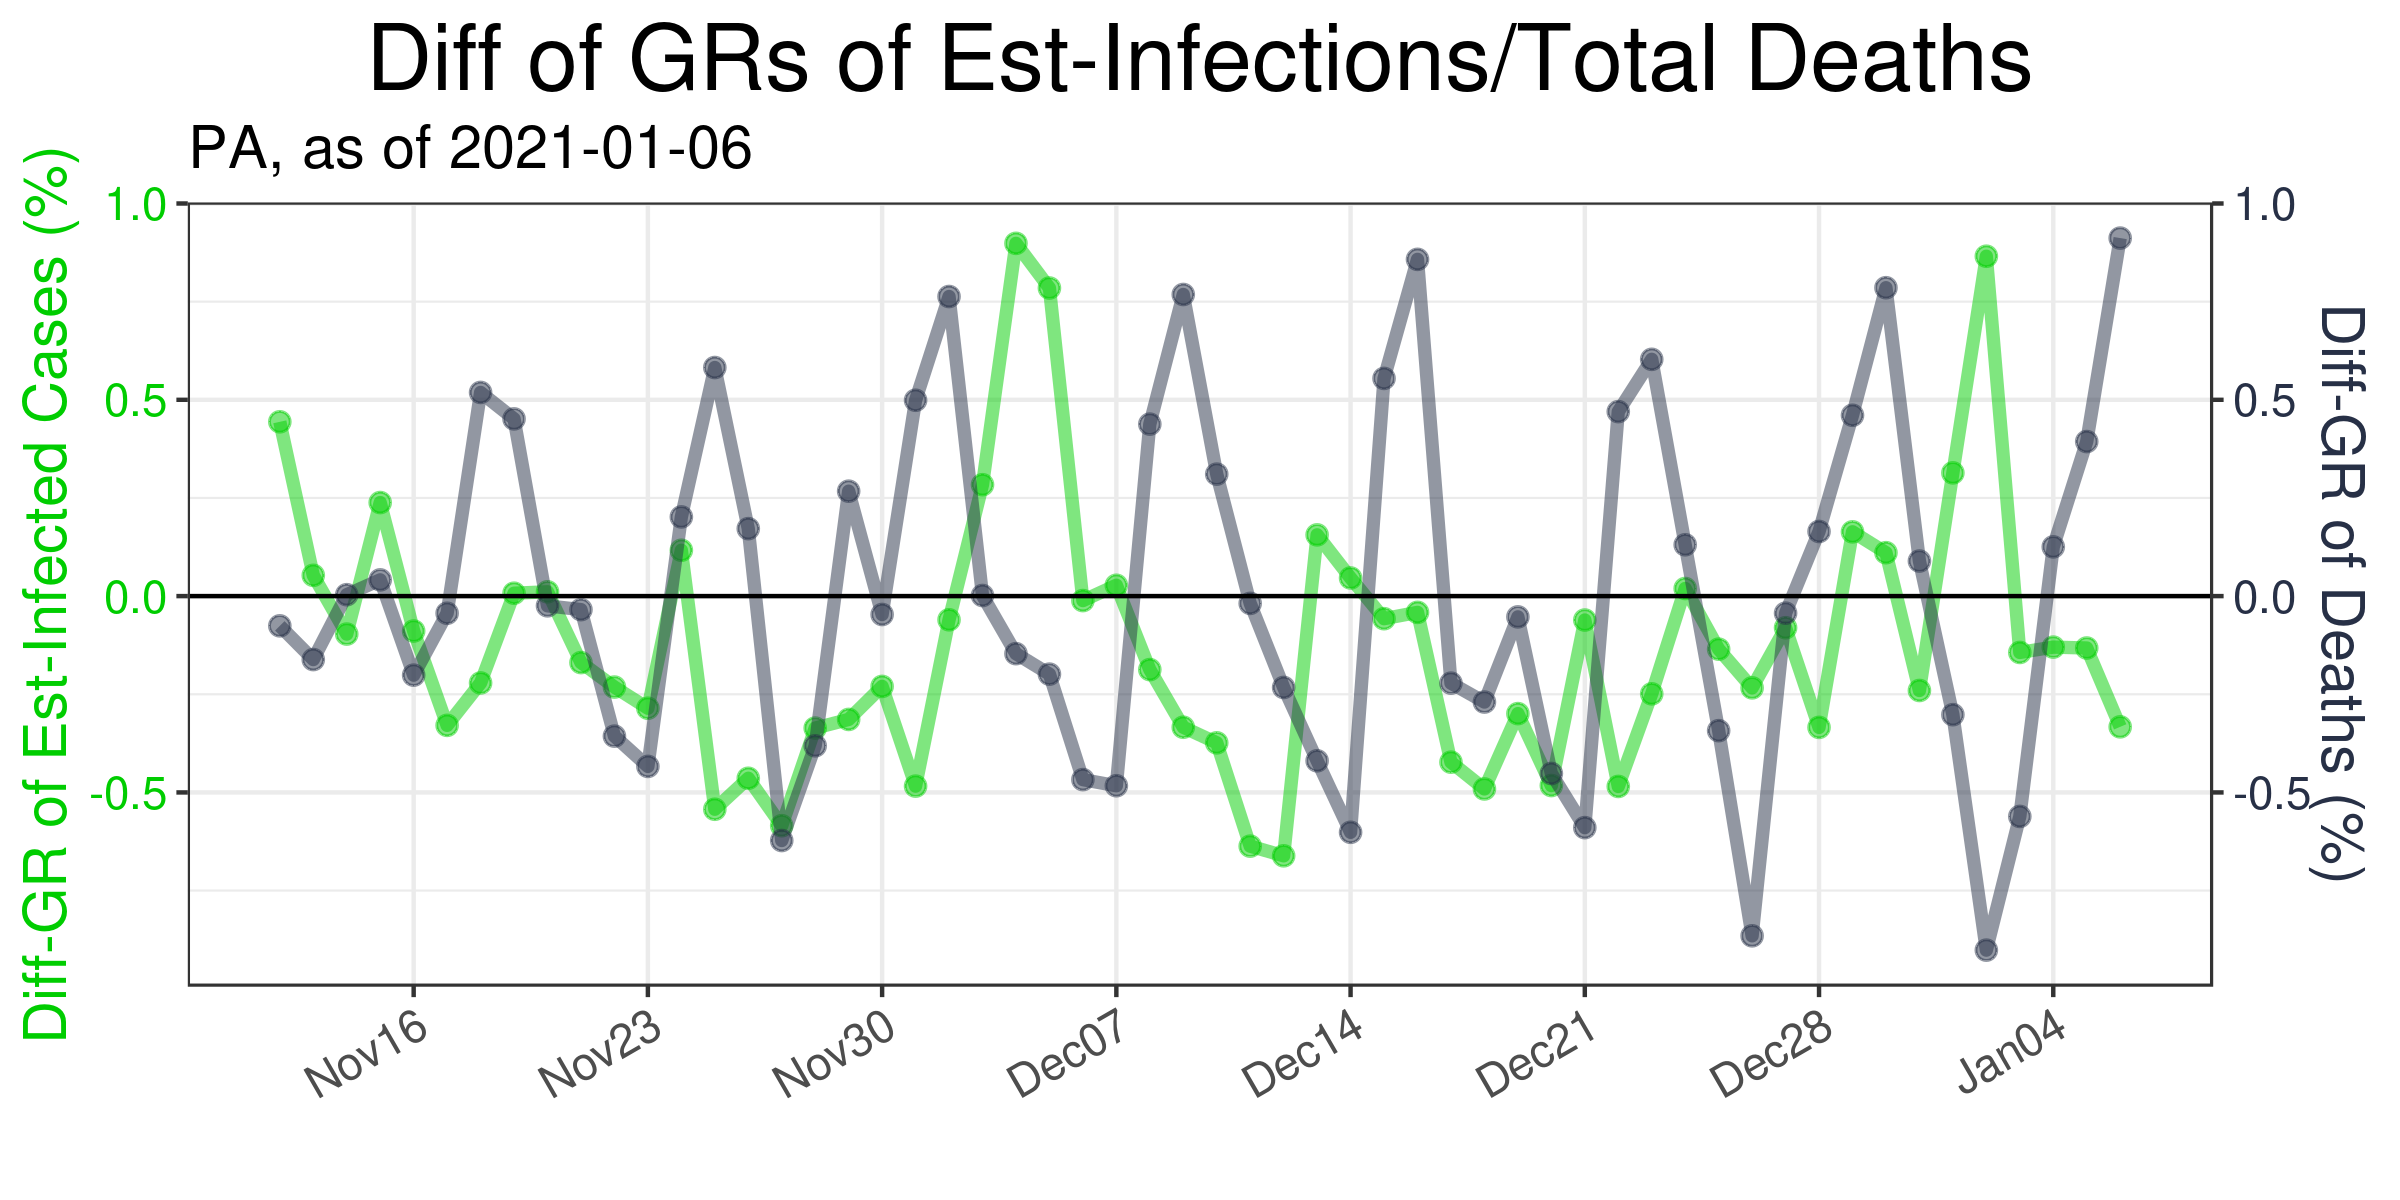 Diff of GRs of Est-Infections/Total Deaths
PA, as of 2021-01-06
Diff-GR of Est-Infected Cases (%)
1.0
0.5
0.0
-0.5
1.0
0.5
0.0
-0.5
Diff-GR of Deaths (%)
Nov16
Nov23
Nov30
Dec07
Dec14
Dec21
Dec28
Jan04